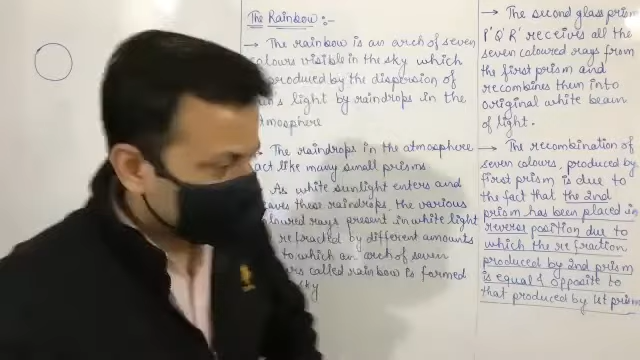 The Rainbow :-
→ The rainbow is an arch of seven
colours visible in the sky which
produced by the dispersion of
light by raindrops in the
atmosphere
The raindrops in the atmosphere
act like many small prisms
As white sunlight enters and
these raindrops, the various
coloured rays present in white light
refracted by different amounts
to which an arch of seven
called rainbow is formed
sky
→ The second glass prism
P'Q'R' receives all the
seven coloured rays from
the first prism and
recombines them into
original white beam
of light.
→ The recombination of
seven colours, produced by
first prism is due to
the fact that the 2nd
prism has been placed in
reverse position due to
which the refraction
produced by 2nd prism
is equal & opposite to
that produced by 1st prism